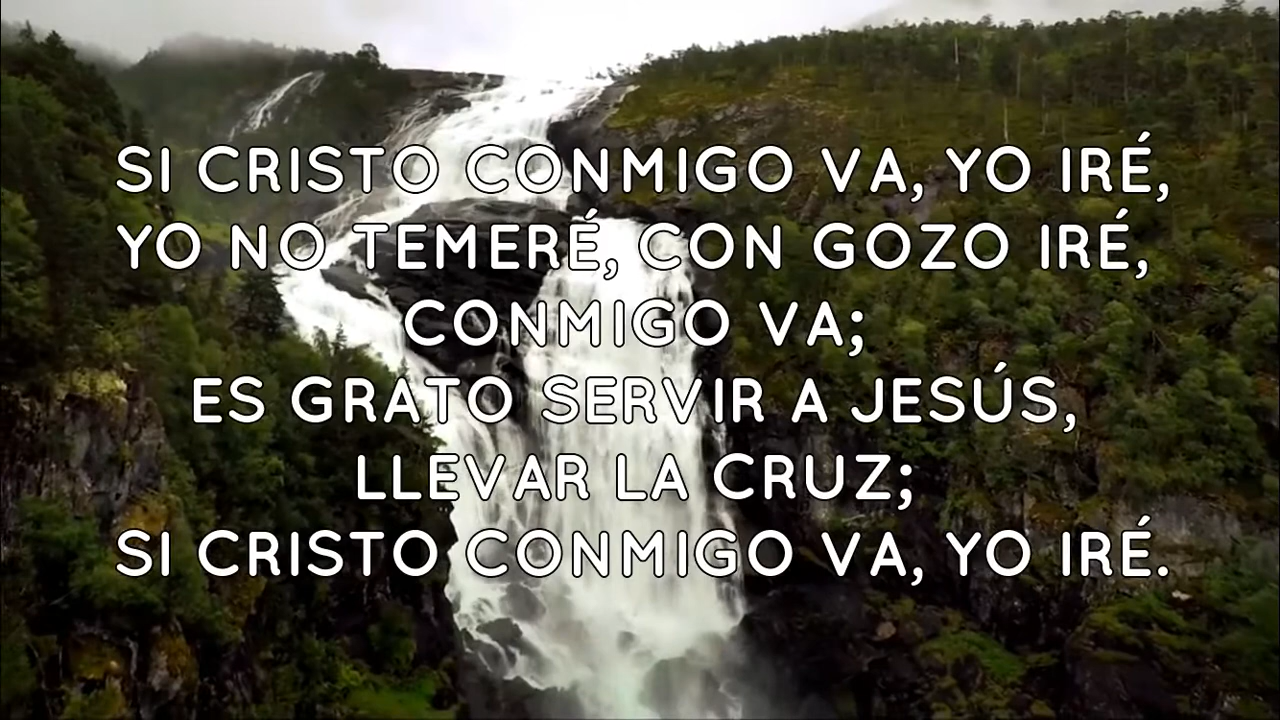 SI CRISTO CONMIGO VA, YO IRÉ,
YO NO TEMERÉ, CON GOZO IRÉ,
CONMIGO VA;
ES GRATO SERVIR A JESÚS,
LLEVAR LA CRUZ;
SI CRISTO CONMIGO VA, YO IRÉ.